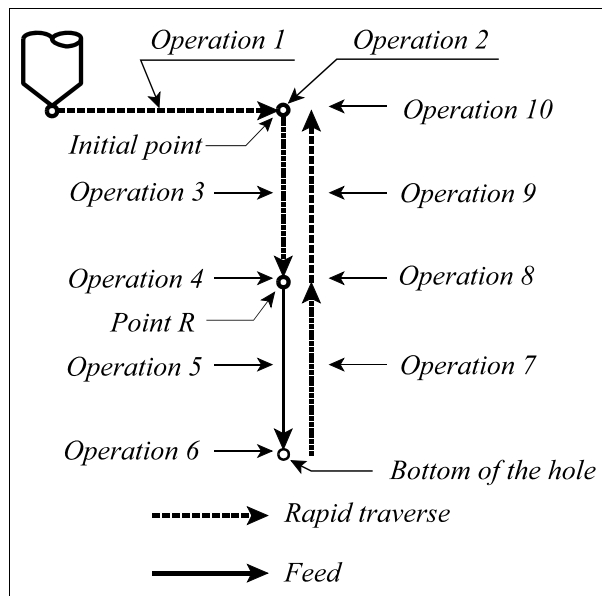 Operation 1
Operation 2
Initial point
Operation 10
Operation 3
Operation 9
Operation 4
Operation 8
Point R
Operation 5
Operation 7
Operation 6
Bottom of the hole
Rapid traverse
Feed